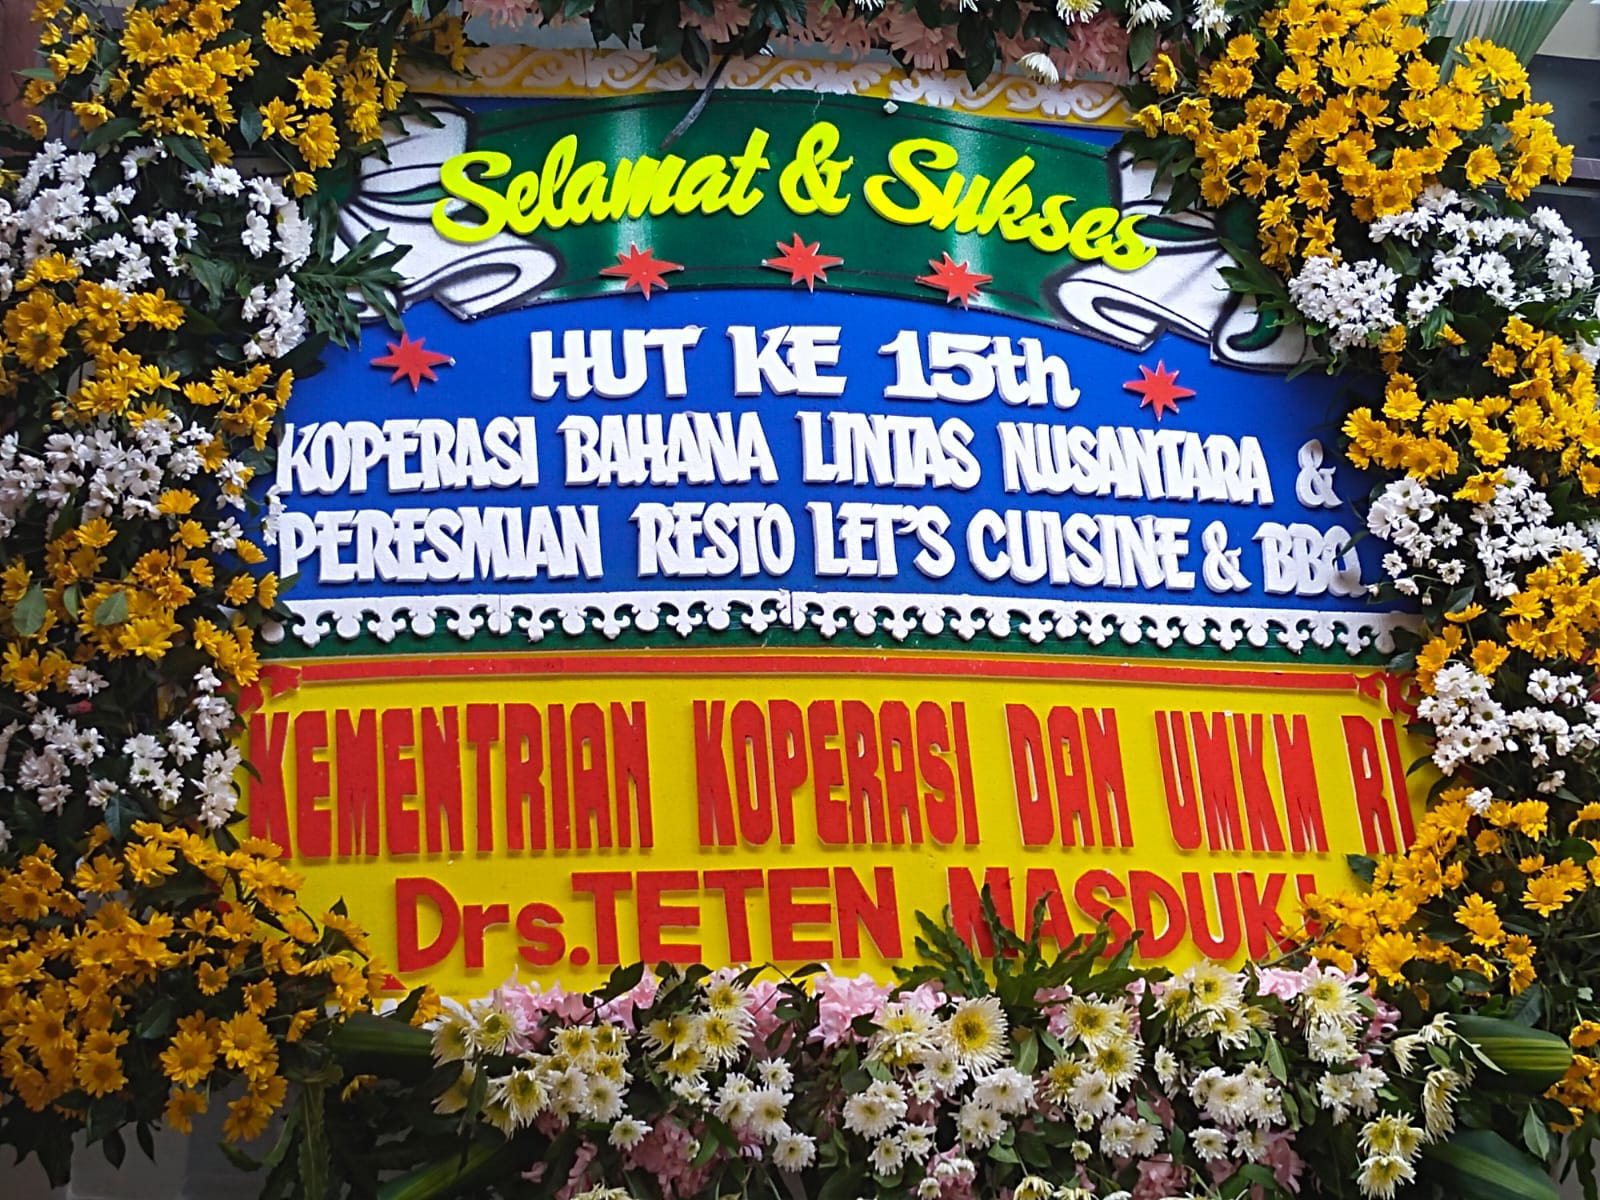 Selamat & Sukses
HUT KE 15th
KOPERASI BAHANA LINTAS NUSANTARA &
PERESMIAN RESTO LET'S CUISINE & BBQ
KEMENTRIAN KOPERASI DAN UMKM RI
Drs.TETEN MASDUKI